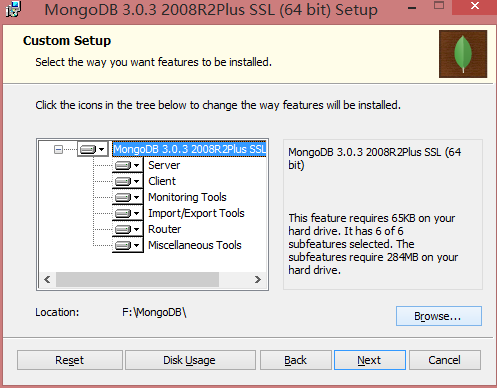 MongoDB 3.0.3 2008R2Plus SSL (64 bit) Setup
Custom Setup
Select the way you want features to be installed.
Click the icons in the tree below to change the way features will be installed.
MongoDB 3.0.3 2008R2Plus SSL
Server
Client
Monitoring Tools
Import/Export Tools
Router
Miscellaneous Tools
MongoDB 3.0.3 2008R2Plus SSL (64
bit)
This feature requires 65KB on your
hard drive. It has 6 of 6
subfeatures selected. The
subfeatures require 284MB on your
hard drive.
Location: F:\MongoDB\
Browse...
Reset Disk Usage Back Next Cancel